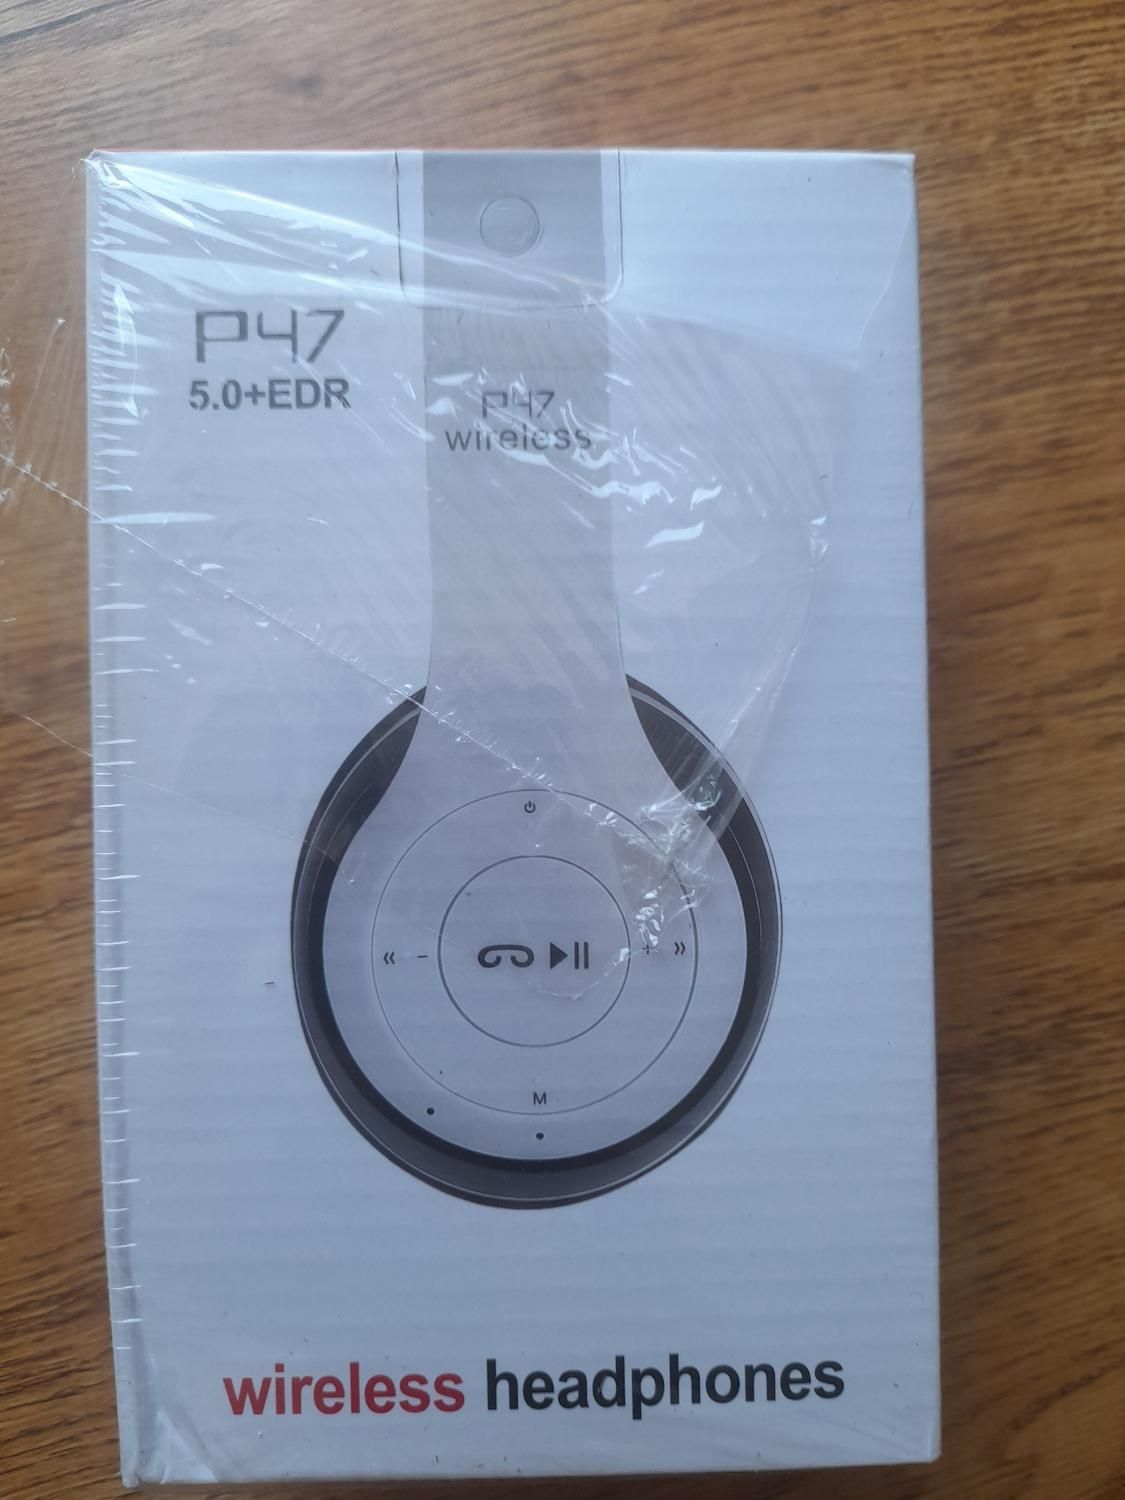 P47
5.0+EDR
P47
wireless
M
wireless headphones